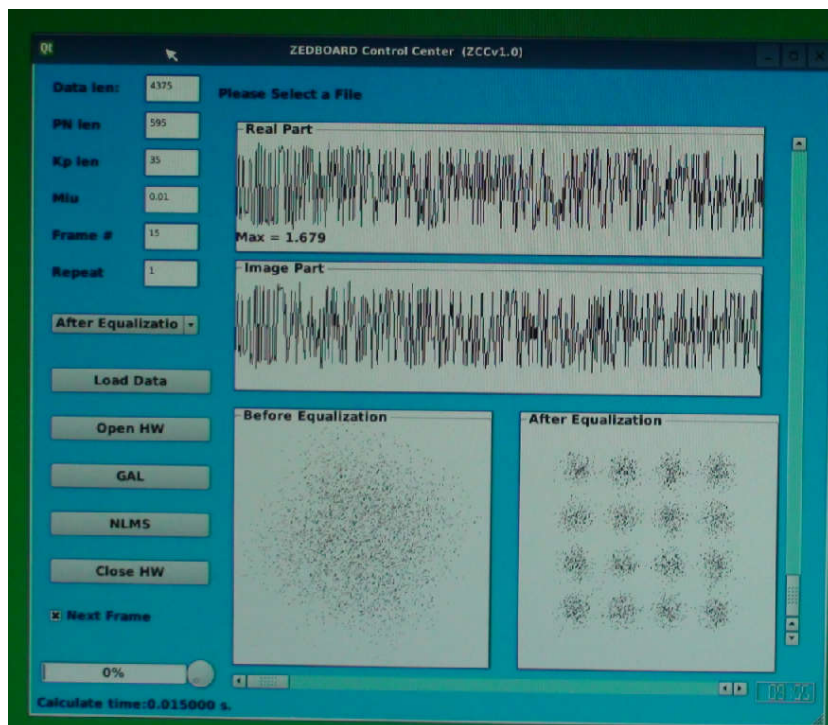 Qt
ZEDBOARD Control Center (ZCCv1.0)
Data len: 4375
Please Select a File
PN len 595
Kp len 35
Miu 0.01
Frame # 15
Repeat 1
After Equalizatio
Load Data
Open HW
GAL
NLMS
Close HW
Next Frame
0%
Calculate time:0.015000 s.
Real Part
Max = 1.679
Image Part
Before Equalization
After Equalization